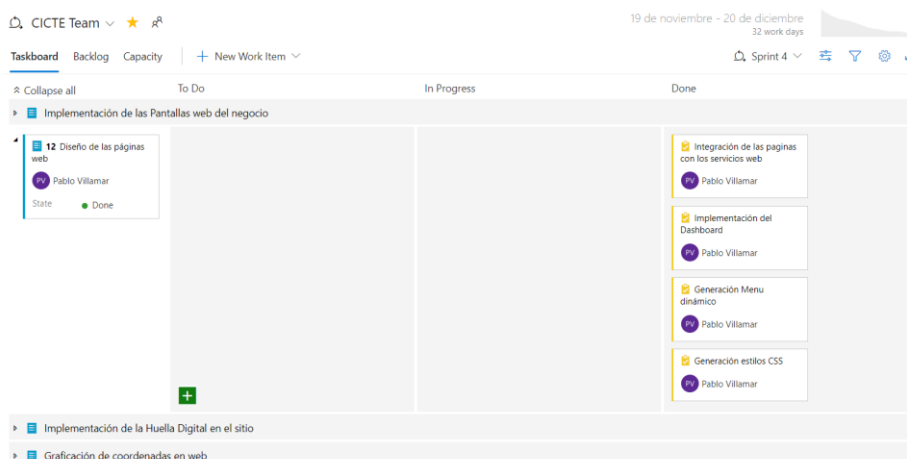 CICTE Team
19 de noviembre - 20 de diciembre
32 work days
Taskboard Backlog Capacity + New Work Item
Sprint 4
Collapse all To Do In Progress Done
Implementación de las Pantallas web del negocio
12 Diseño de las páginas
web
PV Pablo Villamar
State Done
Integración de las paginas
con los servicios web
PV Pablo Villamar
Implementación del
Dashboard
PV Pablo Villamar
Generación Menu
dinámico
PV Pablo Villamar
Generación estilos CSS
PV Pablo Villamar
Implementación de la Huella Digital en el sitio
Graficación de coordenadas en web